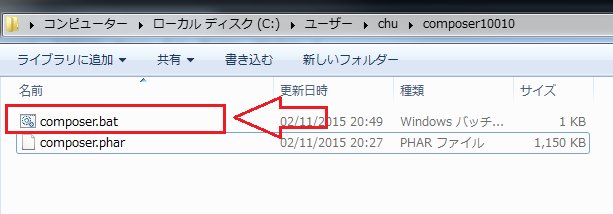 コンピューター ▸ ローカル ディスク (C:) ▸ ユーザー ▸ chu ▸ composer10010
ライブラリに追加 共有 書き込む 新しいフォルダー
名前 更新日時 種類 サイズ
composer.bat 02/11/2015 20:49 Windows バッチ... 1 KB
composer.phar 02/11/2015 20:27 PHAR ファイル 1,150 KB